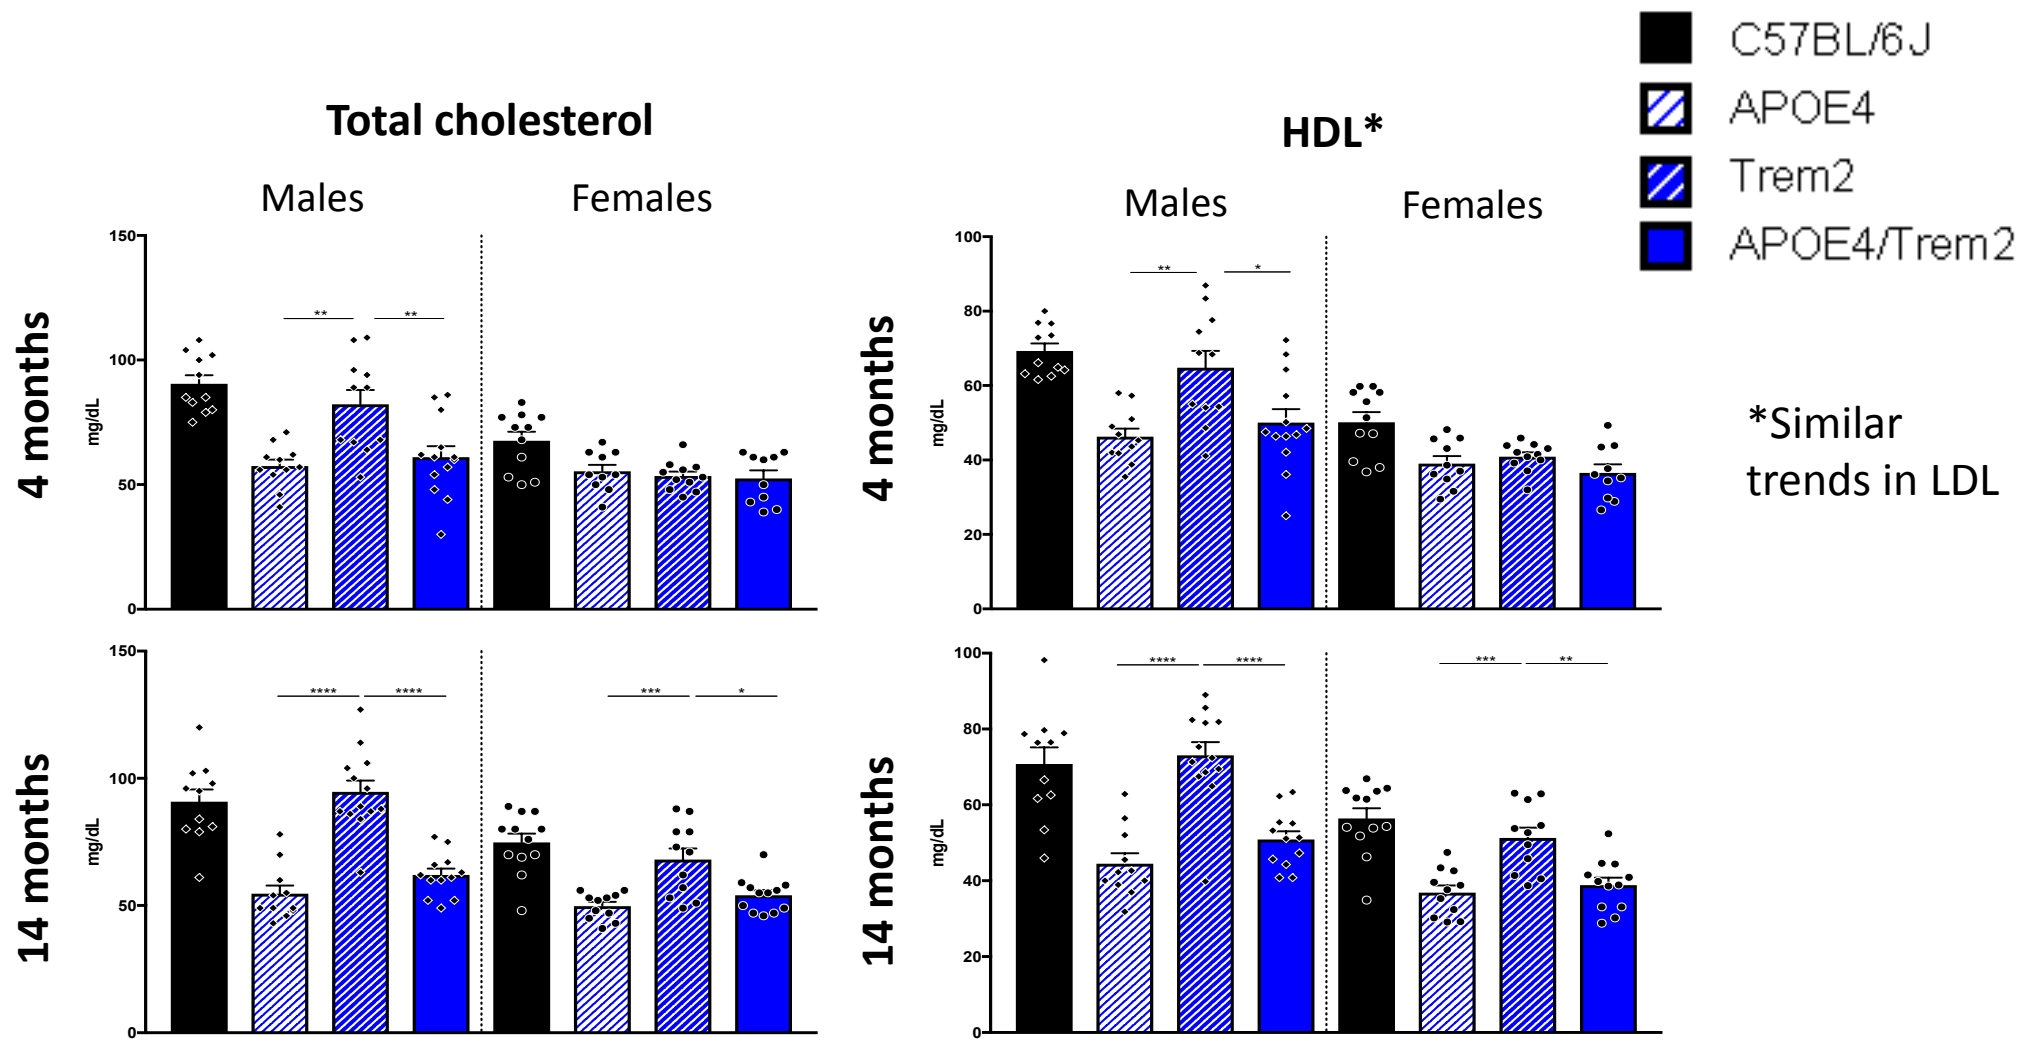 C57BL/6J
APOE4
Trem2
APOE4/Trem2
Total cholesterol
HDL*
Males
Females
Males
Females
4 months
mg/dL
150
100
50
0
**
**
4 months
mg/dL
100
80
60
40
20
0
**
*
*Similar
trends in LDL
14 months
mg/dL
150
100
50
0
****
****
***
*
14 months
mg/dL
100
80
60
40
20
0
****
****
***
**